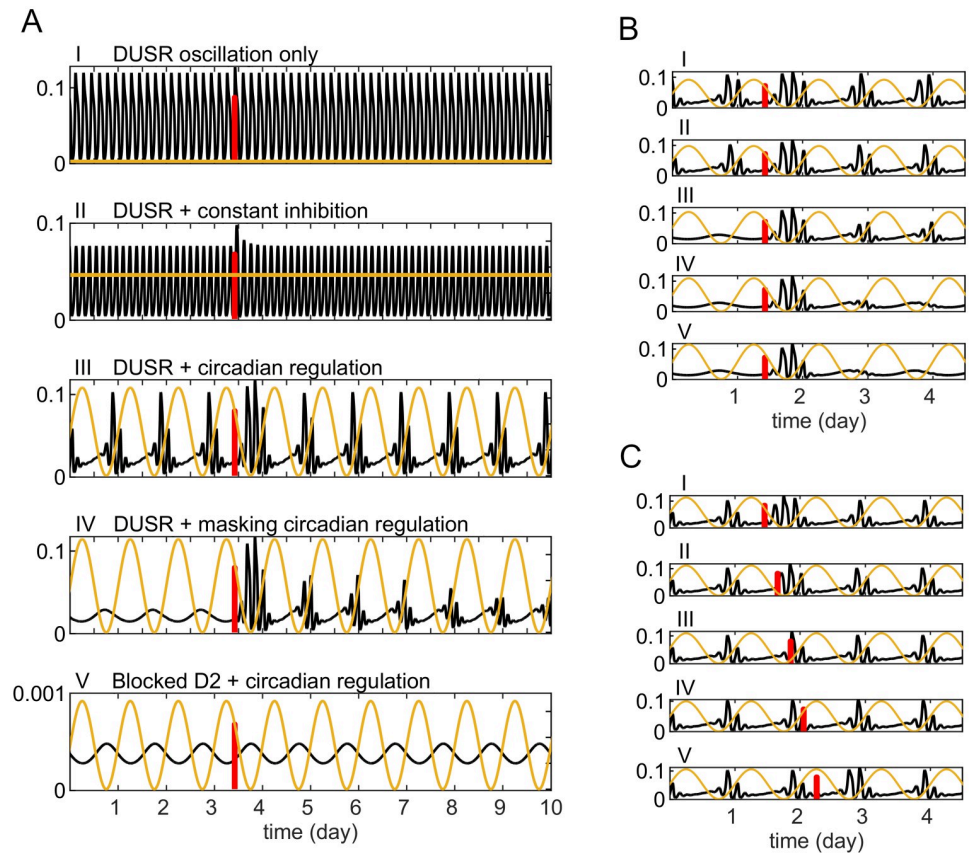 A
I DUSR oscillation only
0.1
0
II DUSR + constant inhibition
0.1
0
III DUSR + circadian regulation
0.1
0
IV DUSR + masking circadian regulation
0.1
0
V Blocked D2 + circadian regulation
0.001
0
1 2 3 4 5 6 7 8 9 10
time (day)
B
I
0.1
0
II
0.1
0
III
0.1
0
IV
0.1
0
V
0.1
0
1 2 3 4
time (day)
C
I
0.1
0
II
0.1
0
III
0.1
0
IV
0.1
0
V
0.1
0
1 2 3 4
time (day)